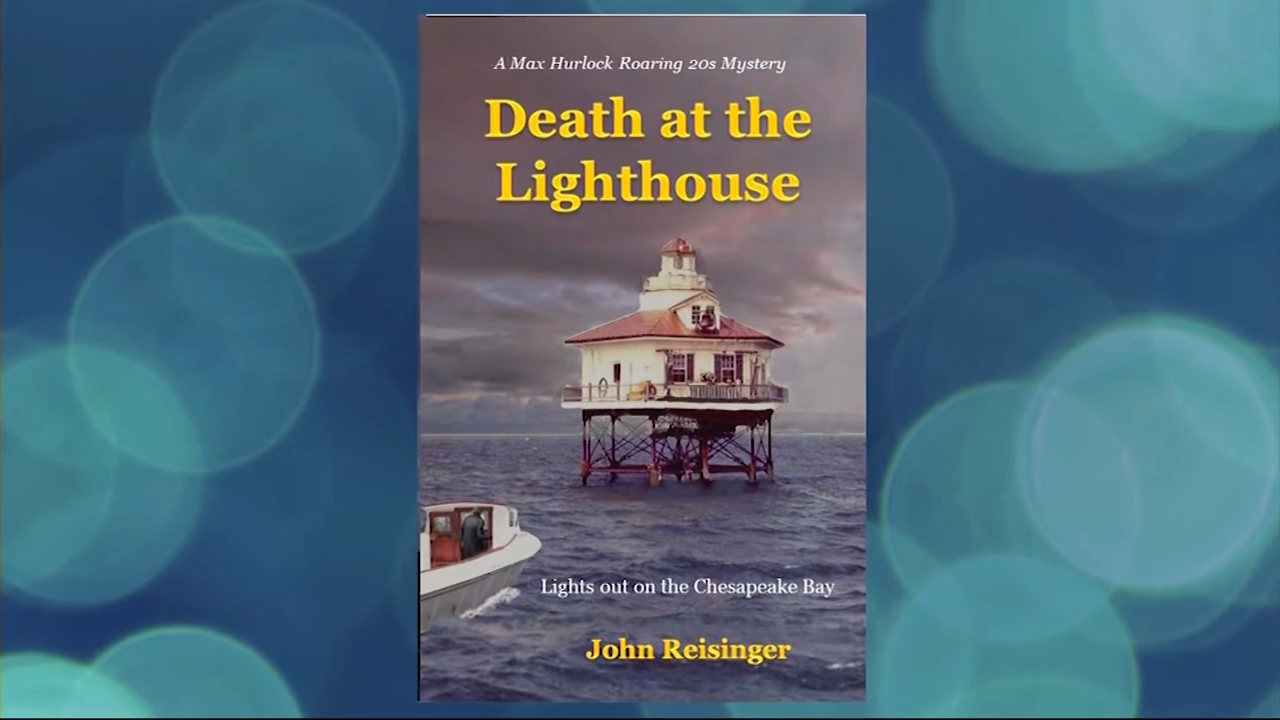 A Max Hurlock Roaring 20s Mystery
Death at the
Lighthouse
Lights out on the Chesapeake Bay
John Reisinger